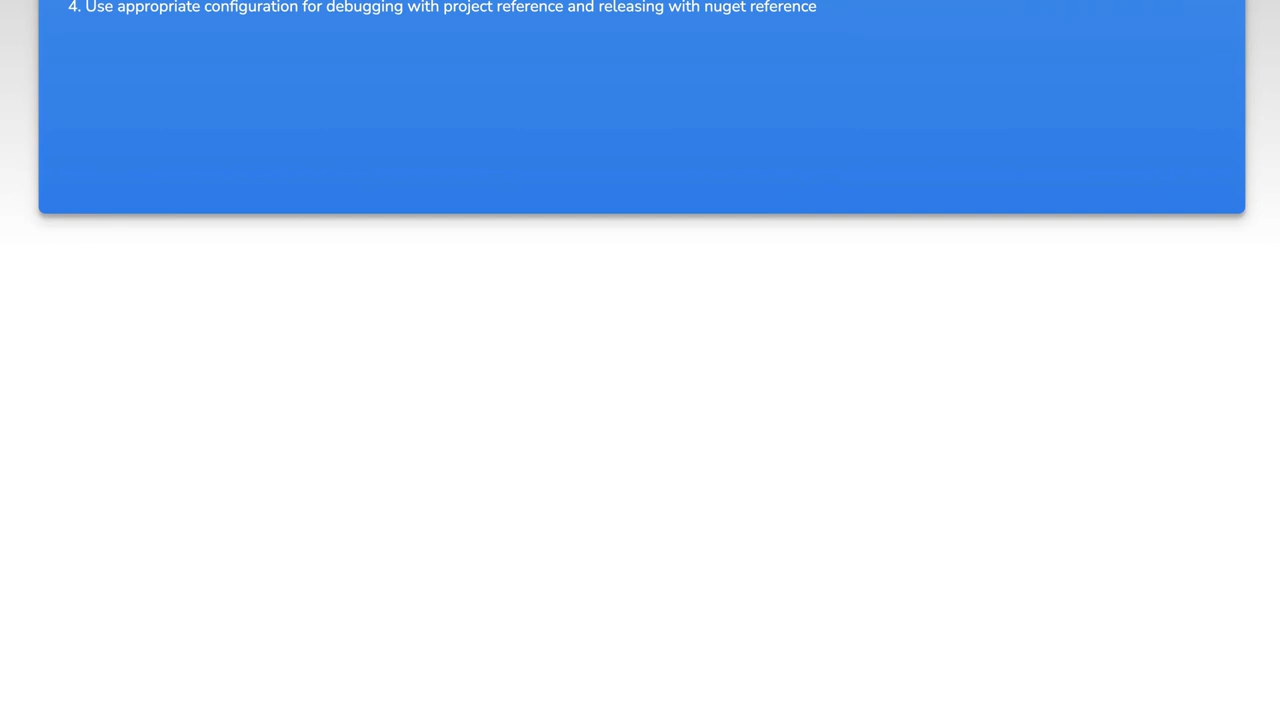 4. Use appropriate configuration for debugging with project reference and releasing with nuget reference